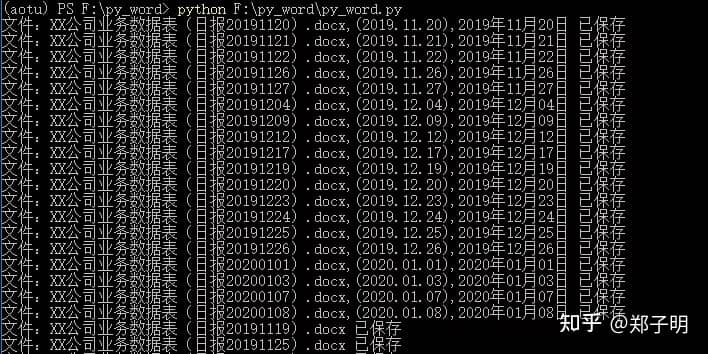 (aotu) PS F:\py_word> python F:\py_word\py_word.py
文件: XX公司业务数据表（日报20191120）.docx,(2019.11.20),2019年11月20日 已保存
文件: XX公司业务数据表（日报20191121）.docx,(2019.11.21),2019年11月21日 已保存
文件: XX公司业务数据表（日报20191122）.docx,(2019.11.22),2019年11月22日 已保存
文件: XX公司业务数据表（日报20191126）.docx,(2019.11.26),2019年11月26日 已保存
文件: XX公司业务数据表（日报20191127）.docx,(2019.11.27),2019年11月27日 已保存
文件: XX公司业务数据表（日报20191204）.docx,(2019.12.04),2019年12月04日 已保存
文件: XX公司业务数据表（日报20191209）.docx,(2019.12.09),2019年12月09日 已保存
文件: XX公司业务数据表（日报20191212）.docx,(2019.12.12),2019年12月12日 已保存
文件: XX公司业务数据表（日报20191217）.docx,(2019.12.17),2019年12月17日 已保存
文件: XX公司业务数据表（日报20191219）.docx,(2019.12.19),2019年12月19日 已保存
文件: XX公司业务数据表（日报20191220）.docx,(2019.12.20),2019年12月20日 已保存
文件: XX公司业务数据表（日报20191223）.docx,(2019.12.23),2019年12月23日 已保存
文件: XX公司业务数据表（日报20191224）.docx,(2019.12.24),2019年12月24日 已保存
文件: XX公司业务数据表（日报20191225）.docx,(2019.12.25),2019年12月25日 已保存
文件: XX公司业务数据表（日报20191226）.docx,(2019.12.26),2019年12月26日 已保存
文件: XX公司业务数据表（日报20200101）.docx,(2020.01.01),2020年01月01日 已保存
文件: XX公司业务数据表（日报20200103）.docx,(2020.01.03),2020年01月03日 已保存
文件: XX公司业务数据表（日报20200107）.docx,(2020.01.07),2020年01月07日 已保存
文件: XX公司业务数据表（日报20200108）.docx,(2020.01.08),2020年01月08日 已保存
文件: XX公司业务数据表（日报20191119）.docx 已保存
文件: XX公司业务数据表（日报20191125）.docx 已保存
知乎 @郑子明